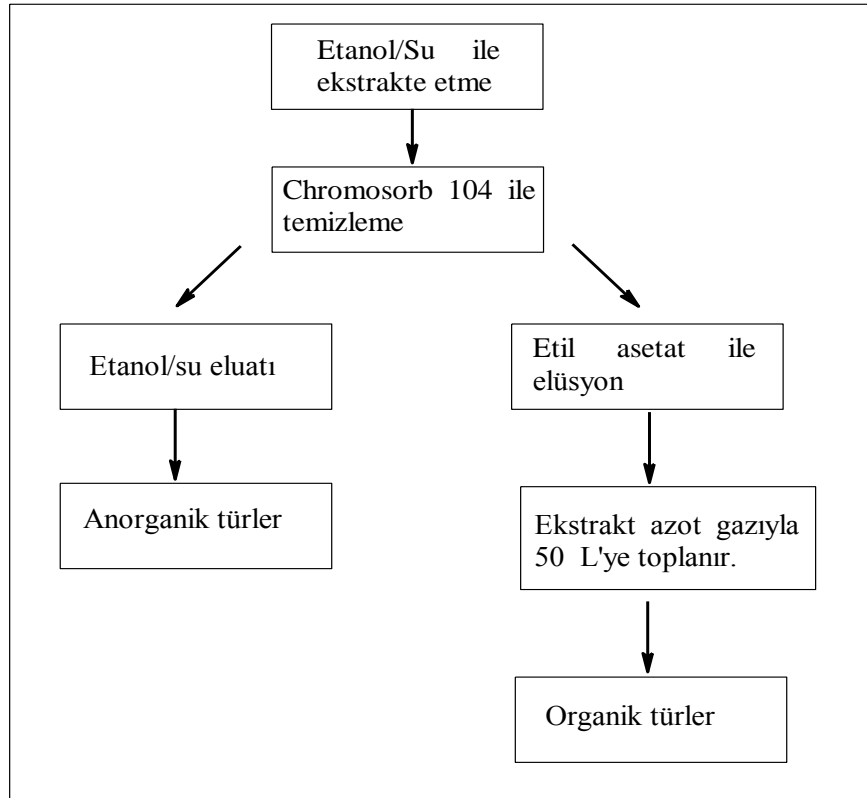 Etanol/Su ile
ekstrakte etme
Chromosorb 104 ile
temizleme
Etanol/su eluatı
Anorganik türler
Etil asetat ile
elüsyon
Ekstrakt azot gazıyla
50 L'ye toplanır.
Organik türler